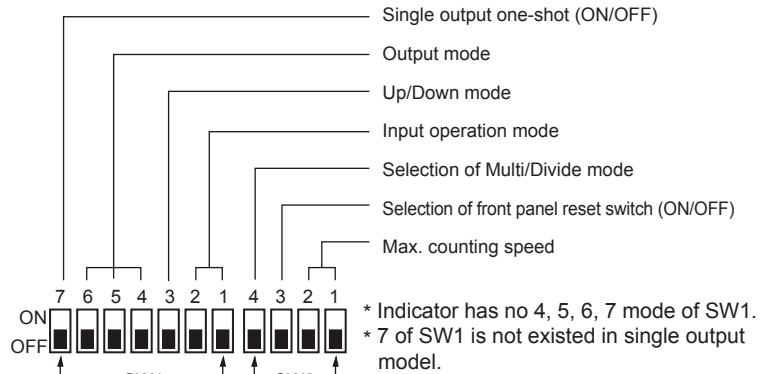 Single output one-shot (ON/OFF)
Output mode
Up/Down mode
Input operation mode
Selection of Multi/Divide mode
Selection of front panel reset switch (ON/OFF)
Max. counting speed
7 6 5 4 3 2 1 4 3 2 1
ON
OFF
* Indicator has no 4, 5, 6, 7 mode of SW1.
* 7 of SW1 is not existed in single output
model.